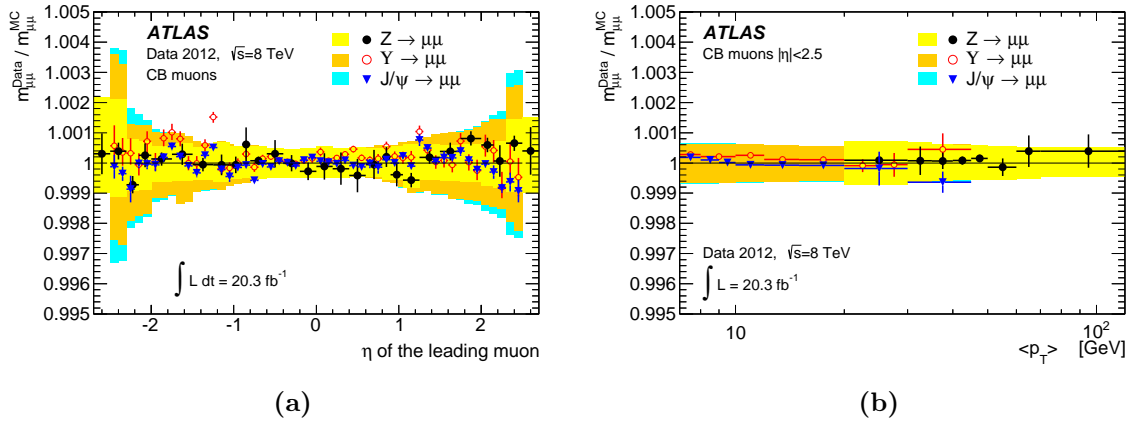 ATLAS
Data 2012, √s=8 TeV
CB muons
Z → μμ
ϒ → μμ
J/ψ → μμ
m_μμ^Data / m_μμ^MC
1.005
1.004
1.003
1.002
1.001
1
0.999
0.998
0.997
0.996
0.995
∫ L dt = 20.3 fb⁻¹
-2 -1 0 1 2
η of the leading muon
(a)
ATLAS
CB muons |η|<2.5
Z → μμ
ϒ → μμ
J/ψ → μμ
m_μμ^Data / m_μμ^MC
1.005
1.004
1.003
1.002
1.001
1
0.999
0.998
0.997
0.996
0.995
Data 2012, √s=8 TeV
∫ L = 20.3 fb⁻¹
10 10²
<p_T> [GeV]
(b)